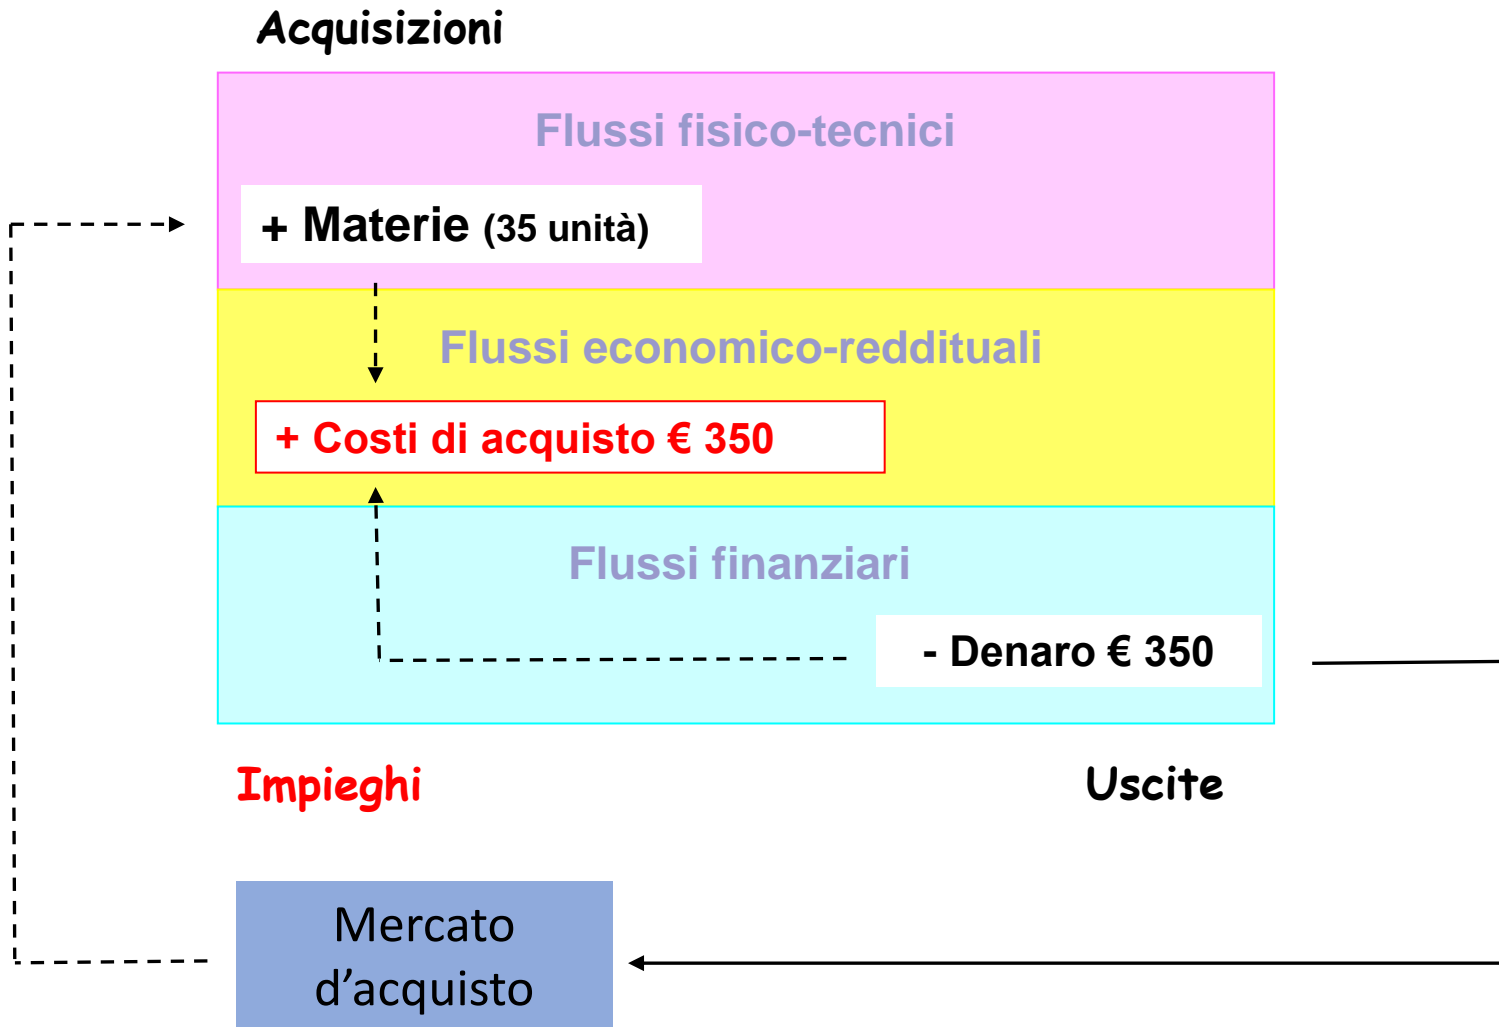 Acquisizioni
Flussi fisico-tecnici
+ Materie (35 unità)
Flussi economico-reddituali
+ Costi di acquisto € 350
Flussi finanziari
- Denaro € 350
Impieghi
Uscite
Mercato
d’acquisto